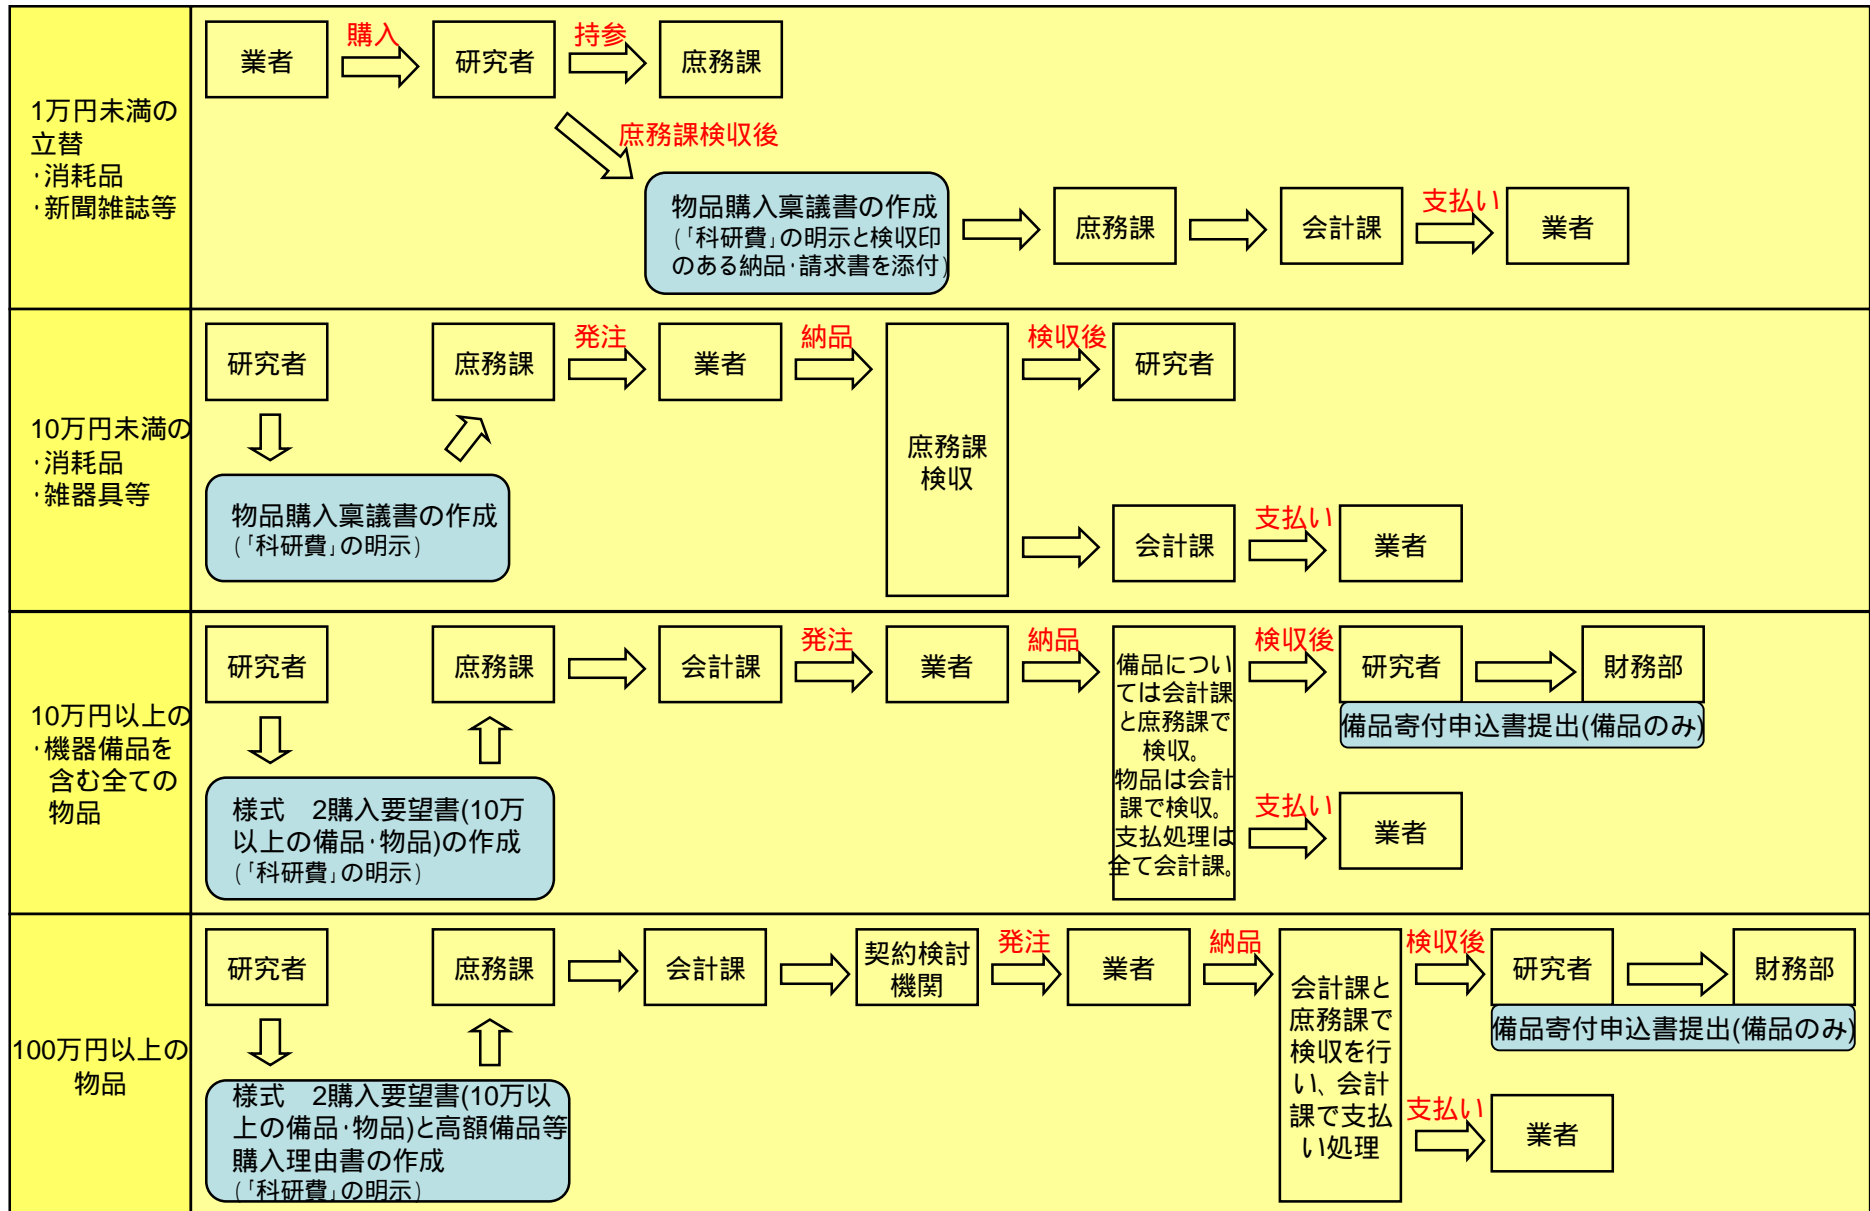 1万円未満の
立替
・消耗品
・新聞雑誌等
業者
購入
研究者
持参
庶務課
庶務課検収後
物品購入稟議書の作成
(「科研費」の明示と検収印
のある納品・請求書を添付)
庶務課
会計課
支払い
業者
10万円未満の
・消耗品
・雑器具等
研究者
物品購入稟議書の作成
(「科研費」の明示)
庶務課
発注
業者
納品
庶務課
検収
検収後
研究者
会計課
支払い
業者
10万円以上の
・機器備品を
含む全ての
物品
研究者
様式　2購入要望書(10万
以上の備品・物品)の作成
(「科研費」の明示)
庶務課
会計課
発注
業者
納品
備品につい
ては会計課
と庶務課で
検収。
物品は会計
課で検収。
支払処理は
全て会計課。
検収後
研究者
財務部
備品寄付申込書提出(備品のみ)
支払い
業者
100万円以上の
物品
研究者
様式　2購入要望書(10万以
上の備品・物品)と高額備品等
購入理由書の作成
(「科研費」の明示)
庶務課
会計課
契約検討
機関
発注
業者
納品
会計課と
庶務課で
検収を行
い、会計
課で支払
い処理
検収後
研究者
財務部
備品寄付申込書提出(備品のみ)
支払い
業者